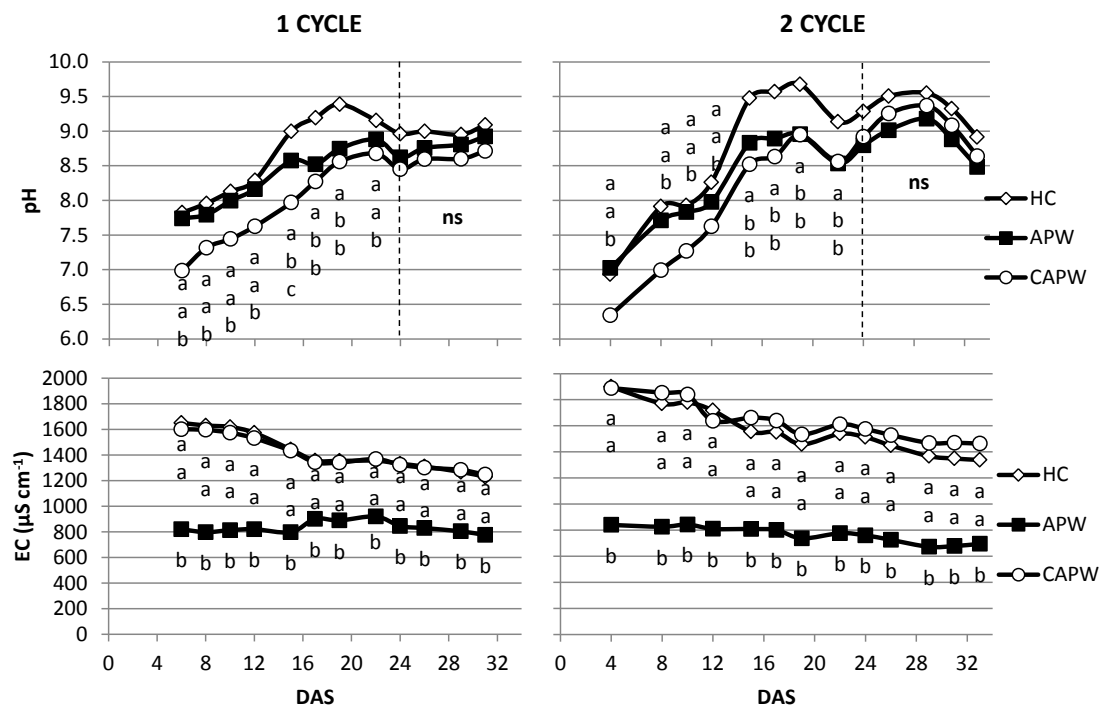 1 CYCLE
2 CYCLE
pH
10.0
9.5
9.0
8.5
8.0
7.5
7.0
6.5
6.0
a a b
a a b
a a b
a a b
a b c
a b b
a b b
a a b
ns
a a b
a a b
a a b
a a b
a b b
a b b
a b b
a b b
ns
HC
APW
CAPW
EC (µS cm⁻¹)
2000
1800
1600
1400
1200
1000
800
600
400
200
0
a a a a a a a a a a a a
a a a a a a a a a a a a
b b b b b b b b b b b b
a a a a a a a a a a a a
a a a a a a a a a a a a
b b b b b b b b b b b b
HC
APW
CAPW
0 4 8 12 16 20 24 28 32
0 4 8 12 16 20 24 28 32
DAS
DAS